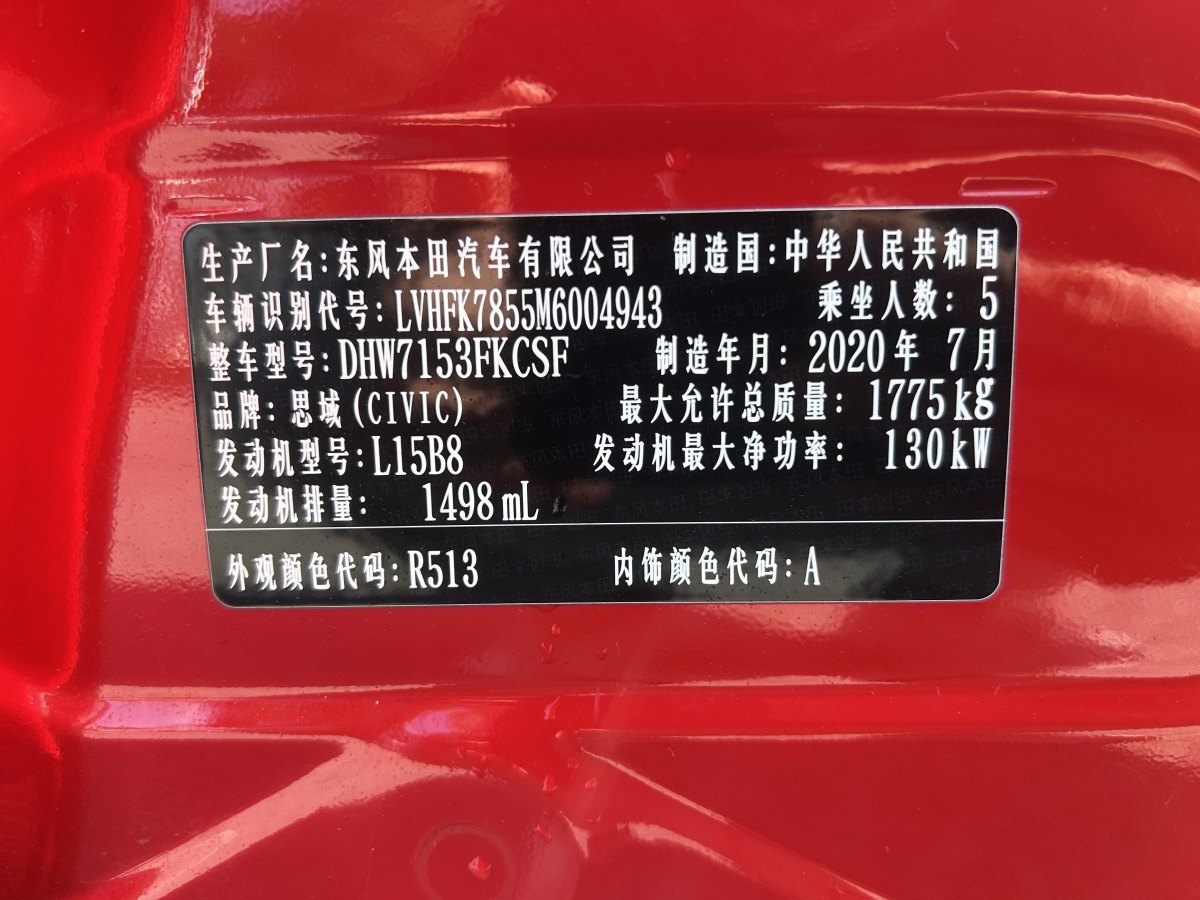 生产厂名:东风本田汽车有限公司 制造国:中华人民共和国
车辆识别代号:LVHFK7855M6004943 乘坐人数:5
整车型号:DHW7153FKCSF 制造年月:2020年 7月
品牌:思域(CIVIC) 最大允许总质量:1775kg
发动机型号:L15B8 发动机最大净功率:130kW
发动机排量: 1498mL
外观颜色代码:R513 内饰颜色代码:A